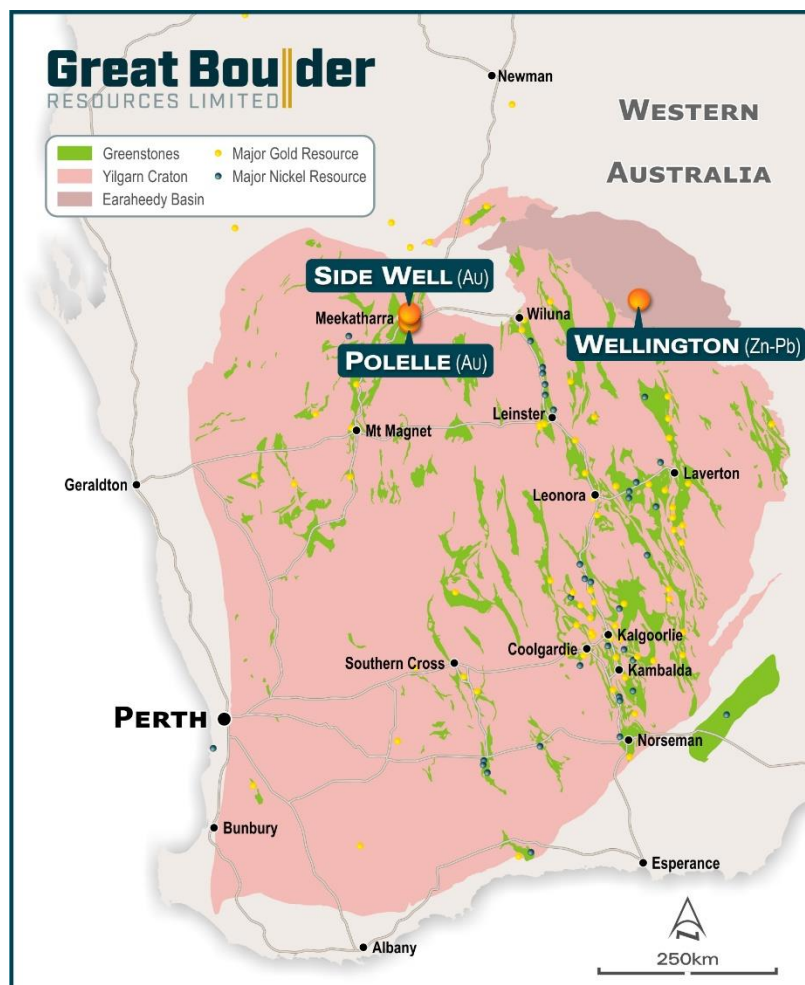 Great Boulder
RESOURCES LIMITED
Greenstones
Major Gold Resource
Yilgarn Craton
Major Nickel Resource
Earaheedy Basin
Newman
WESTERN
AUSTRALIA
SIDE WELL (Au)
Meekatharra
Wiluna
POLELLE (Au)
WELLINGTON (Zn-Pb)
Leinster
Mt Magnet
Geraldton
Laverton
Leonora
Kalgoorlie
Coolgardie
Southern Cross
Kambalda
PERTH
Norseman
Bunbury
Esperance
Albany
N
250km